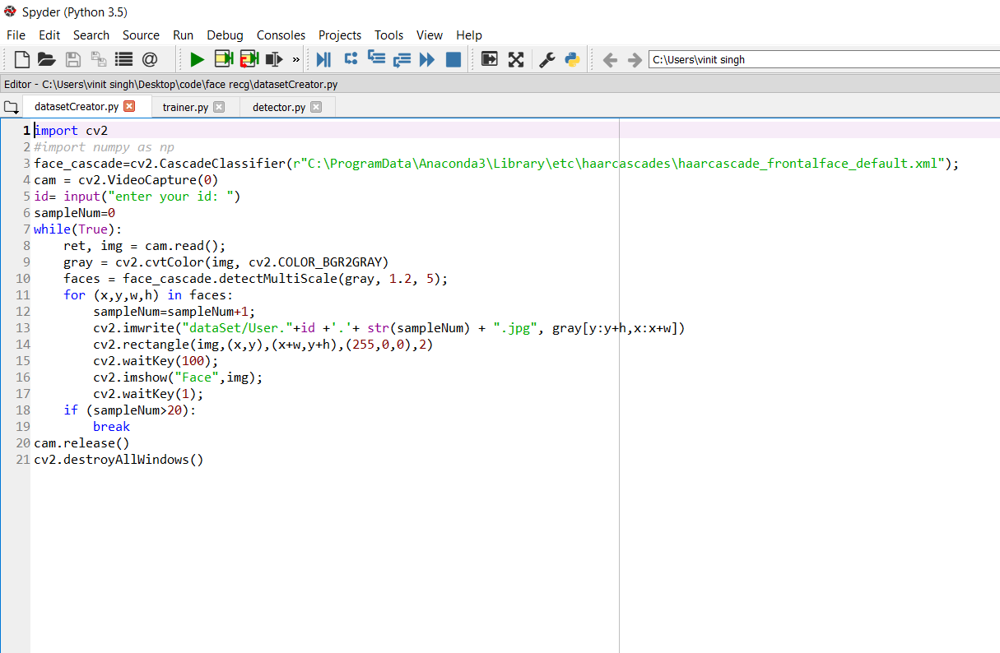 Spyder (Python 3.5)
File Edit Search Source Run Debug Consoles Projects Tools View Help
@ » C:\Users\vinit singh
Editor - C:\Users\vinit singh\Desktop\code\face recg\datasetCreator.py
datasetCreator.py trainer.py detector.py
1 import cv2
2 #import numpy as np
3 face_cascade=cv2.CascadeClassifier(r"C:\ProgramData\Anaconda3\Library\etc\haarcascades\haarcascade_frontalface_default.xml");
4 cam = cv2.VideoCapture(0)
5 id= input("enter your id: ")
6 sampleNum=0
7 while(True):
8     ret, img = cam.read();
9     gray = cv2.cvtColor(img, cv2.COLOR_BGR2GRAY)
10     faces = face_cascade.detectMultiScale(gray, 1.2, 5);
11     for (x,y,w,h) in faces:
12         sampleNum=sampleNum+1;
13         cv2.imwrite("dataSet/User."+id +'.'+ str(sampleNum) + ".jpg", gray[y:y+h,x:x+w])
14         cv2.rectangle(img,(x,y),(x+w,y+h),(255,0,0),2)
15         cv2.waitKey(100);
16         cv2.imshow("Face",img);
17         cv2.waitKey(1);
18     if (sampleNum>20):
19         break
20 cam.release()
21 cv2.destroyAllWindows()